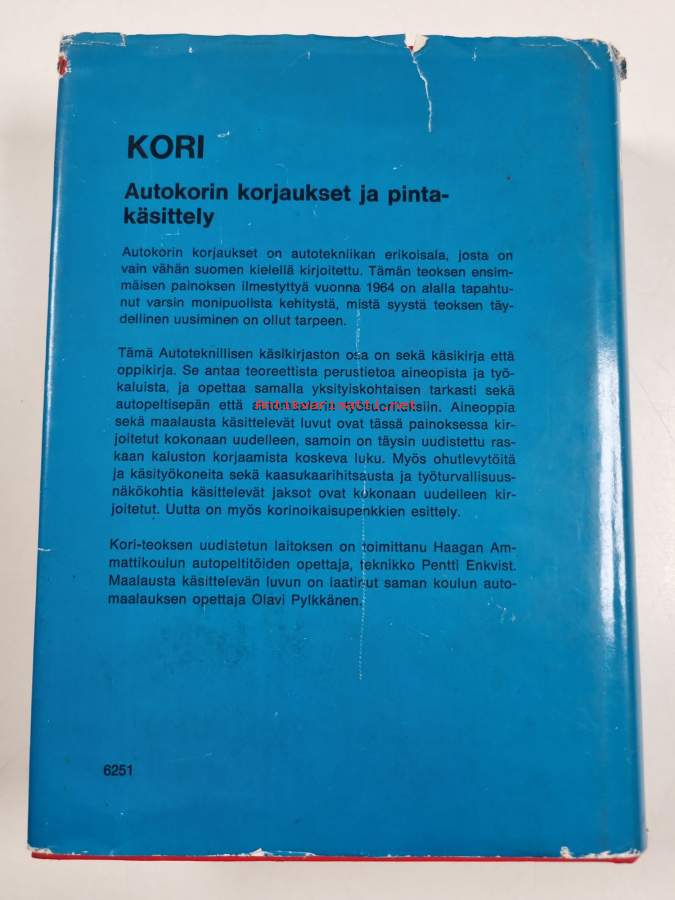 KORI
Autokorin korjaukset ja pinta-
käsittely
Autokorin korjaukset on autotekniikan erikoisala, josta on
vain vähän suomen kielellä kirjoitettu. Tämän teoksen ensim-
mäisen painoksen ilmestyttyä vuonna 1964 on alalla tapahtu-
nut varsin monipuolista kehitystä, mistä syystä teoksen täy-
dellinen uusiminen on ollut tarpeen.
Tämä Autoteknillisen käsikirjaston osa on sekä käsikirja että
oppikirja. Se antaa teoreettista perustietoa aineopista ja työ-
kaluista, ja opettaa samalla yksityiskohtaisen tarkasti sekä
autopeltisepän että automaalarin työsuorituksiin. Aineoppia
sekä maalausta käsittelevät luvut ovat tässä painoksessa kir-
joitetut kokonaan uudelleen, samoin on täysin uudistettu ras-
kaan kaluston korjaamista koskeva luku. Myös ohutlevytöitä
ja käsityökoneita sekä kaasukaarihitsausta ja työturvallisuus-
näkökohtia käsittelevät jaksot ovat kokonaan uudelleen kir-
joitetut. Uutta on myös korinoikaisupenkkien esittely.
Kori-teoksen uudistetun laitoksen on toimittanu Haagan Am-
mattikoulun autopeltitöiden opettaja, teknikko Pentti Enkvist.
Maalausta käsittelevän luvun on laatinut saman koulun auto-
maalauksen opettaja Olavi Pylkkänen.
6251